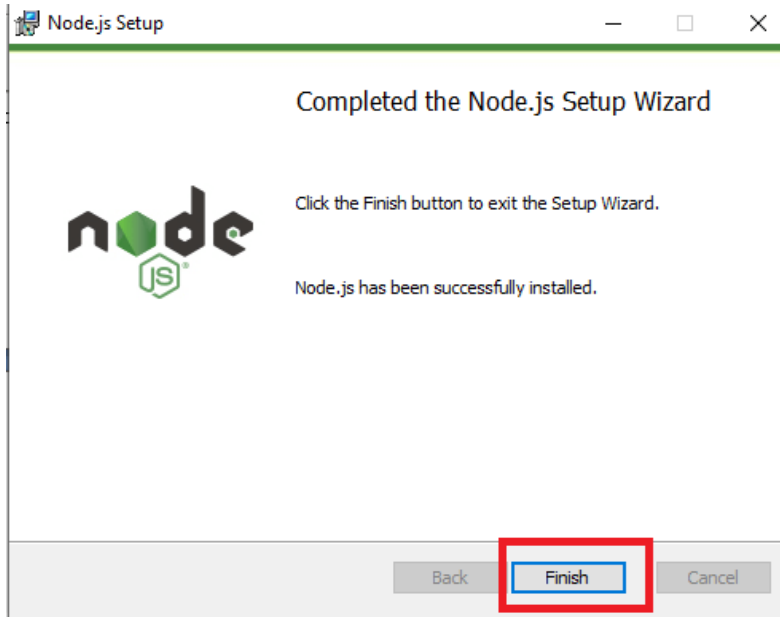 Node.js Setup
Completed the Node.js Setup Wizard
Click the Finish button to exit the Setup Wizard.
node
JS
Node.js has been successfully installed.
Back
Finish
Cancel